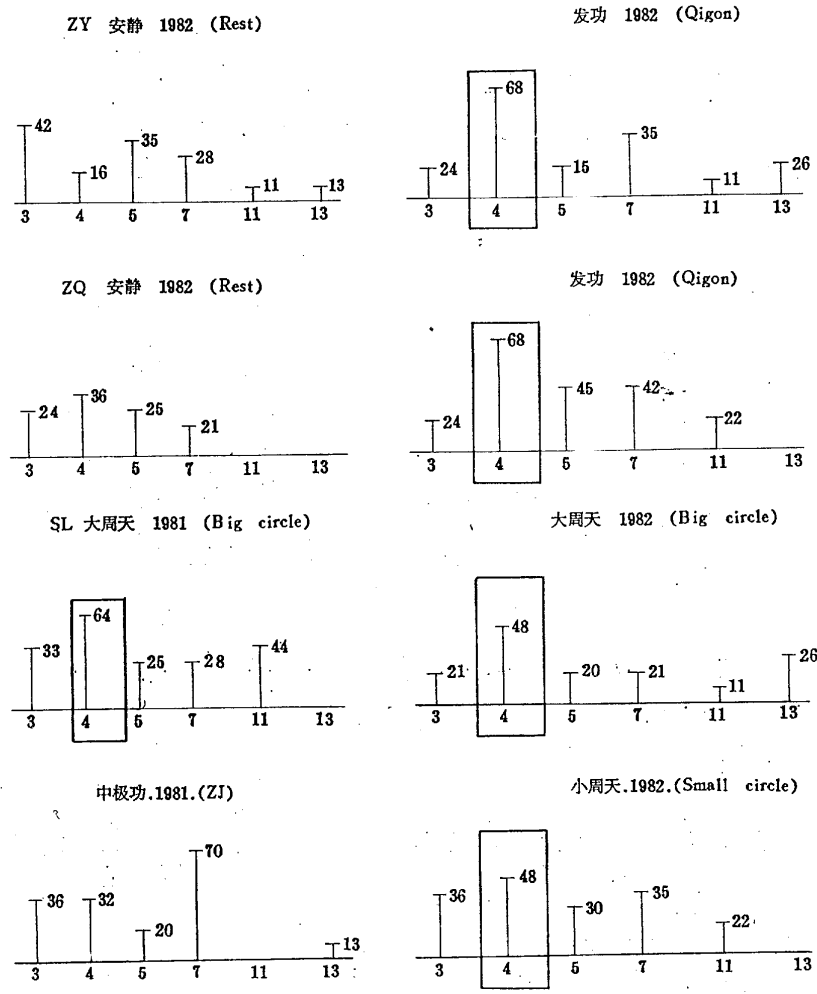 ZY 安静 1982 (Rest)
42 16 35 28 11 13
3 4 5 7 11 13
发功 1982 (Qigon)
24 68 15 35 11 26
3 4 5 7 11 13
ZQ 安静 1982 (Rest)
24 36 25 21
3 4 5 7 11 13
发功 1982 (Qigon)
24 68 45 42 22
3 4 5 7 11 13
SL 大周天 1981 (Big circle)
33 64 25 28 44
3 4 5 7 11 13
大周天 1982 (Big circle)
21 48 20 21 11 26
3 4 5 7 11 13
中极功.1981.(ZJ)
36 32 20 70 13
3 4 5 7 11 13
小周天.1982.(Small circle)
36 48 30 35 22
3 4 5 7 11 13